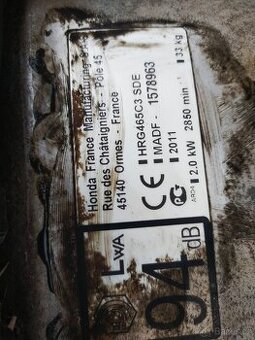 Honda France Manufacturing
Rue des Châtaigniers - Pôle 45
45140 Ormes - France
CE
HRG465C3 SDE
MADF - 1578963
2011
2.0 kW 2850 min
33 kg
LWA
94 dB